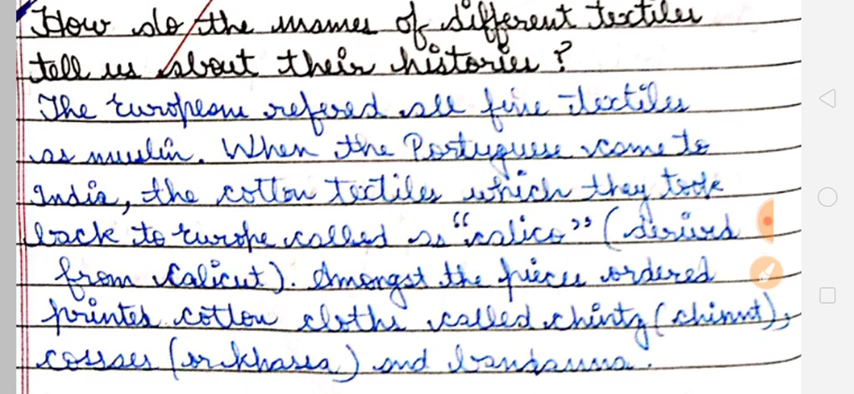 How do the names of different textiles
tell us about their histories?
The Europeans refered all fine textiles
as muslin. When the Portuguese came to
India, the cotton textiles which they took
back to Europe called as "calico" (derived
from Calicut). Amongst the pieces ordered
printed cotton cloths called chintz (chinnt),
cossaes (or khassa) and bandanna.